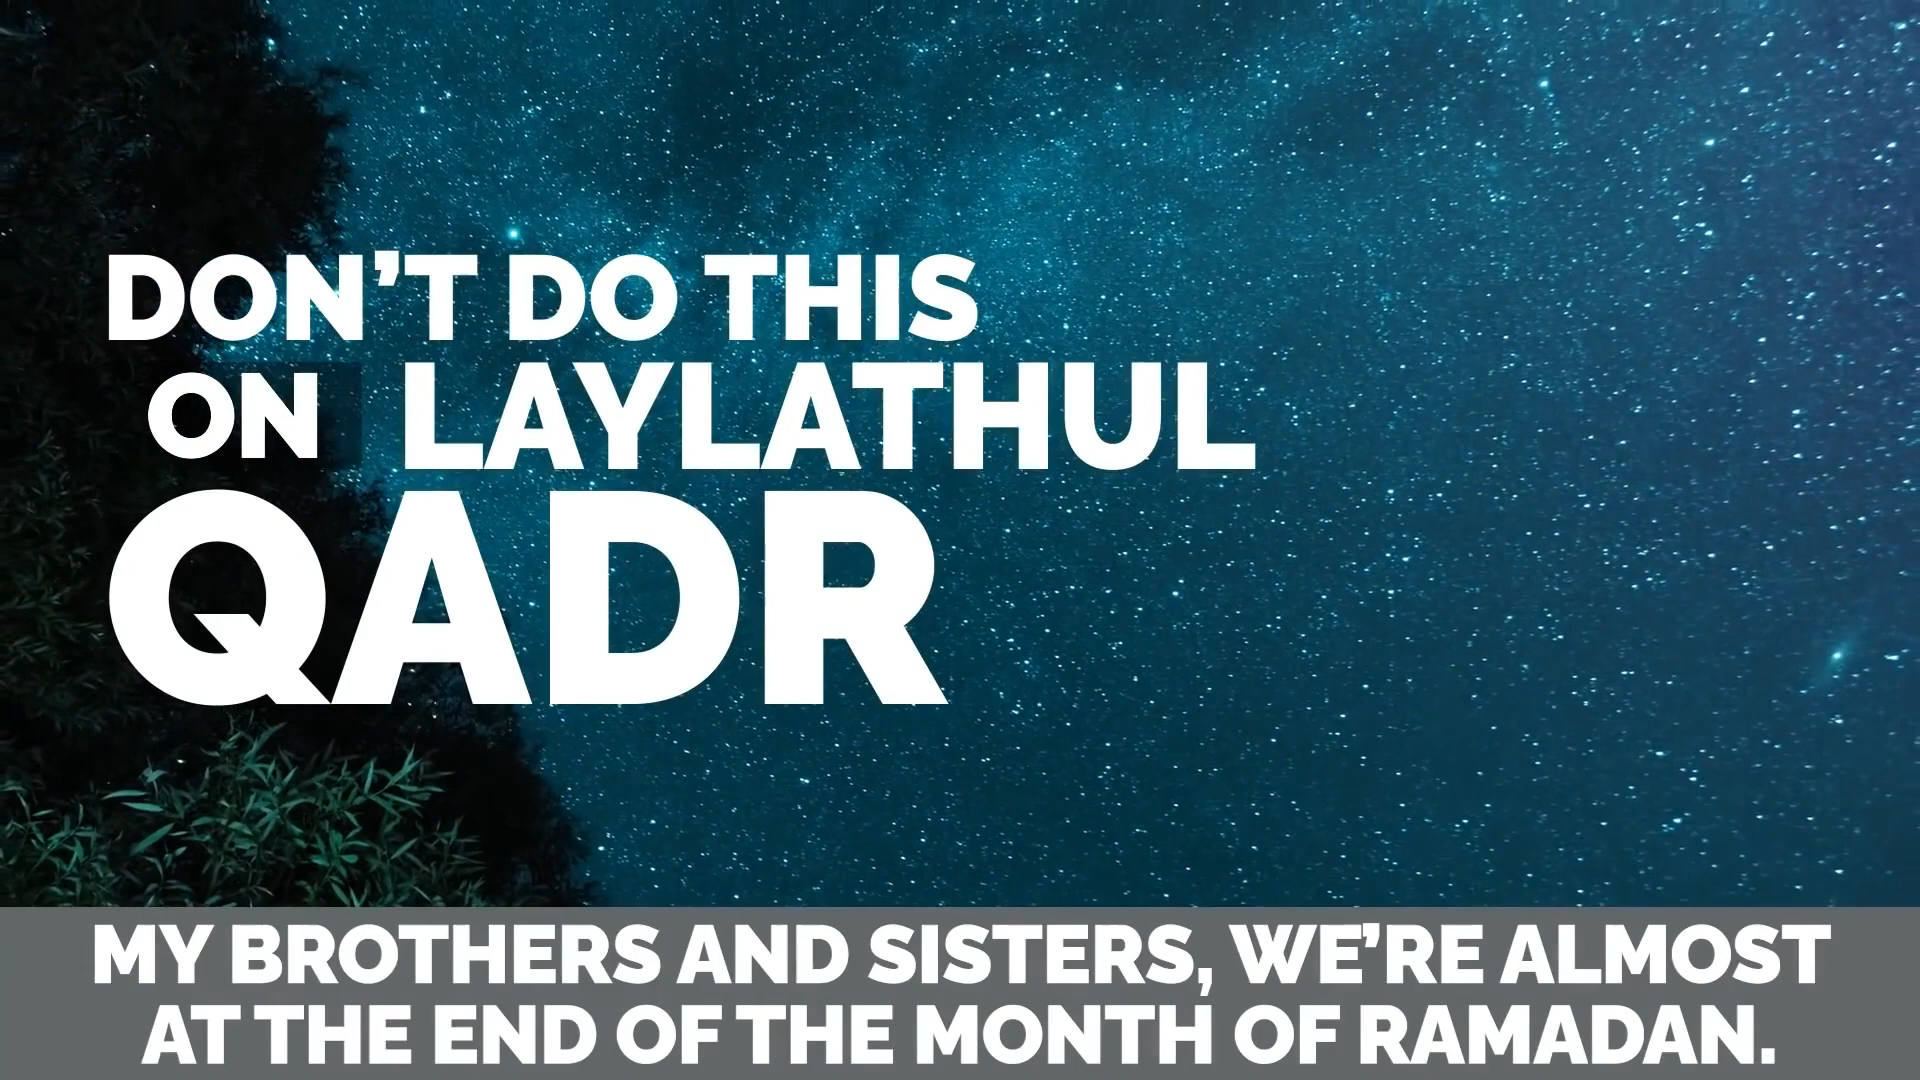 DON'T DO THIS
ON LAYLATHUL
QADR
MY BROTHERS AND SISTERS, WE'RE ALMOST
AT THE END OF THE MONTH OF RAMADAN.